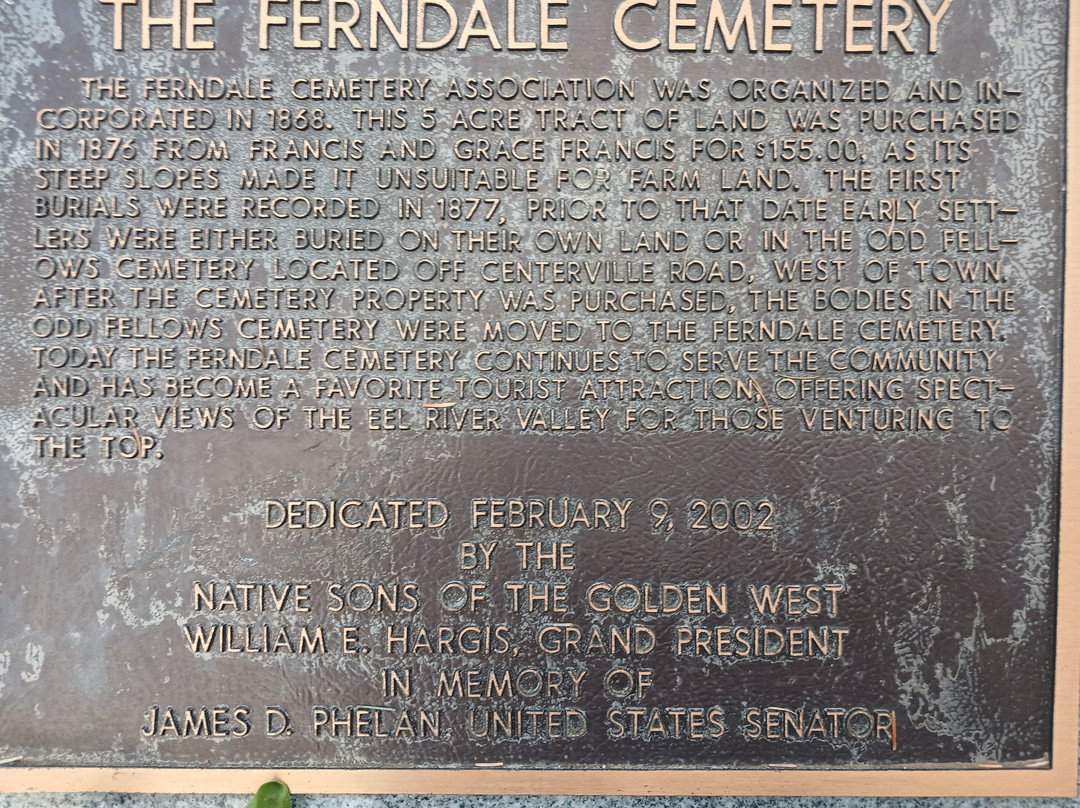 THE FERNDALE CEMETERY
THE FERNDALE CEMETERY ASSOCIATION WAS ORGANIZED AND IN-
CORPORATED IN 1868. THIS 5 ACRE TRACT OF LAND WAS PURCHASED
IN 1876 FROM FRANCIS AND GRACE FRANCIS FOR $155.00, AS ITS
STEEP SLOPES MADE IT UNSUITABLE FOR FARM LAND. THE FIRST
BURIALS WERE RECORDED IN 1877, PRIOR TO THAT DATE EARLY SETT-
LERS WERE EITHER BURIED ON THEIR OWN LAND OR IN THE ODD FELL-
OWS CEMETERY LOCATED OFF CENTERVILLE ROAD, WEST OF TOWN.
AFTER THE CEMETERY PROPERTY WAS PURCHASED, THE BODIES IN THE
ODD FELLOWS CEMETERY WERE MOVED TO THE FERNDALE CEMETERY.
TODAY THE FERNDALE CEMETERY CONTINUES TO SERVE THE COMMUNITY
AND HAS BECOME A FAVORITE TOURIST ATTRACTION, OFFERING SPECT-
ACULAR VIEWS OF THE EEL RIVER VALLEY FOR THOSE VENTURING TO
THE TOP.
DEDICATED FEBRUARY 9, 2002
BY THE
NATIVE SONS OF THE GOLDEN WEST
WILLIAM E. HARGIS, GRAND PRESIDENT
IN MEMORY OF
JAMES D. PHELAN, UNITED STATES SENATOR